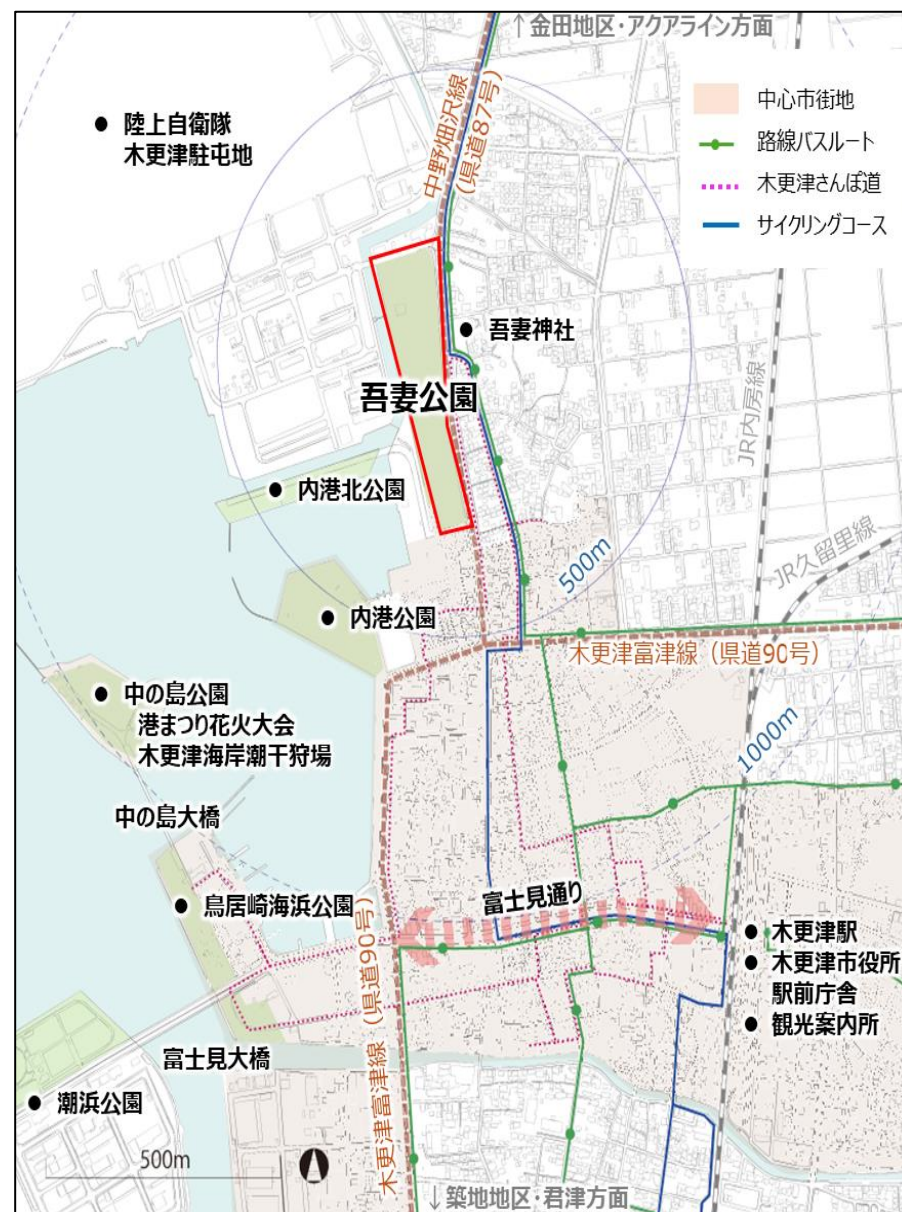 ↑金田地区・アクアライン方面
中心市街地
路線バスルート
木更津さんぽ道
サイクリングコース
陸上自衛隊
木更津駐屯地
中野畑沢線
(県道87号)
吾妻神社
吾妻公園
JR内房線
内港北公園
JR久留里線
500m
内港公園
木更津富津線（県道90号）
中の島公園
港まつり花火大会
木更津海岸潮干狩場
1000m
中の島大橋
富士見通り
鳥居崎海浜公園
木更津駅
木更津市役所
駅前庁舎
観光案内所
木更津富津線（県道90号）
富士見大橋
潮浜公園
500m
↓築地地区・君津方面